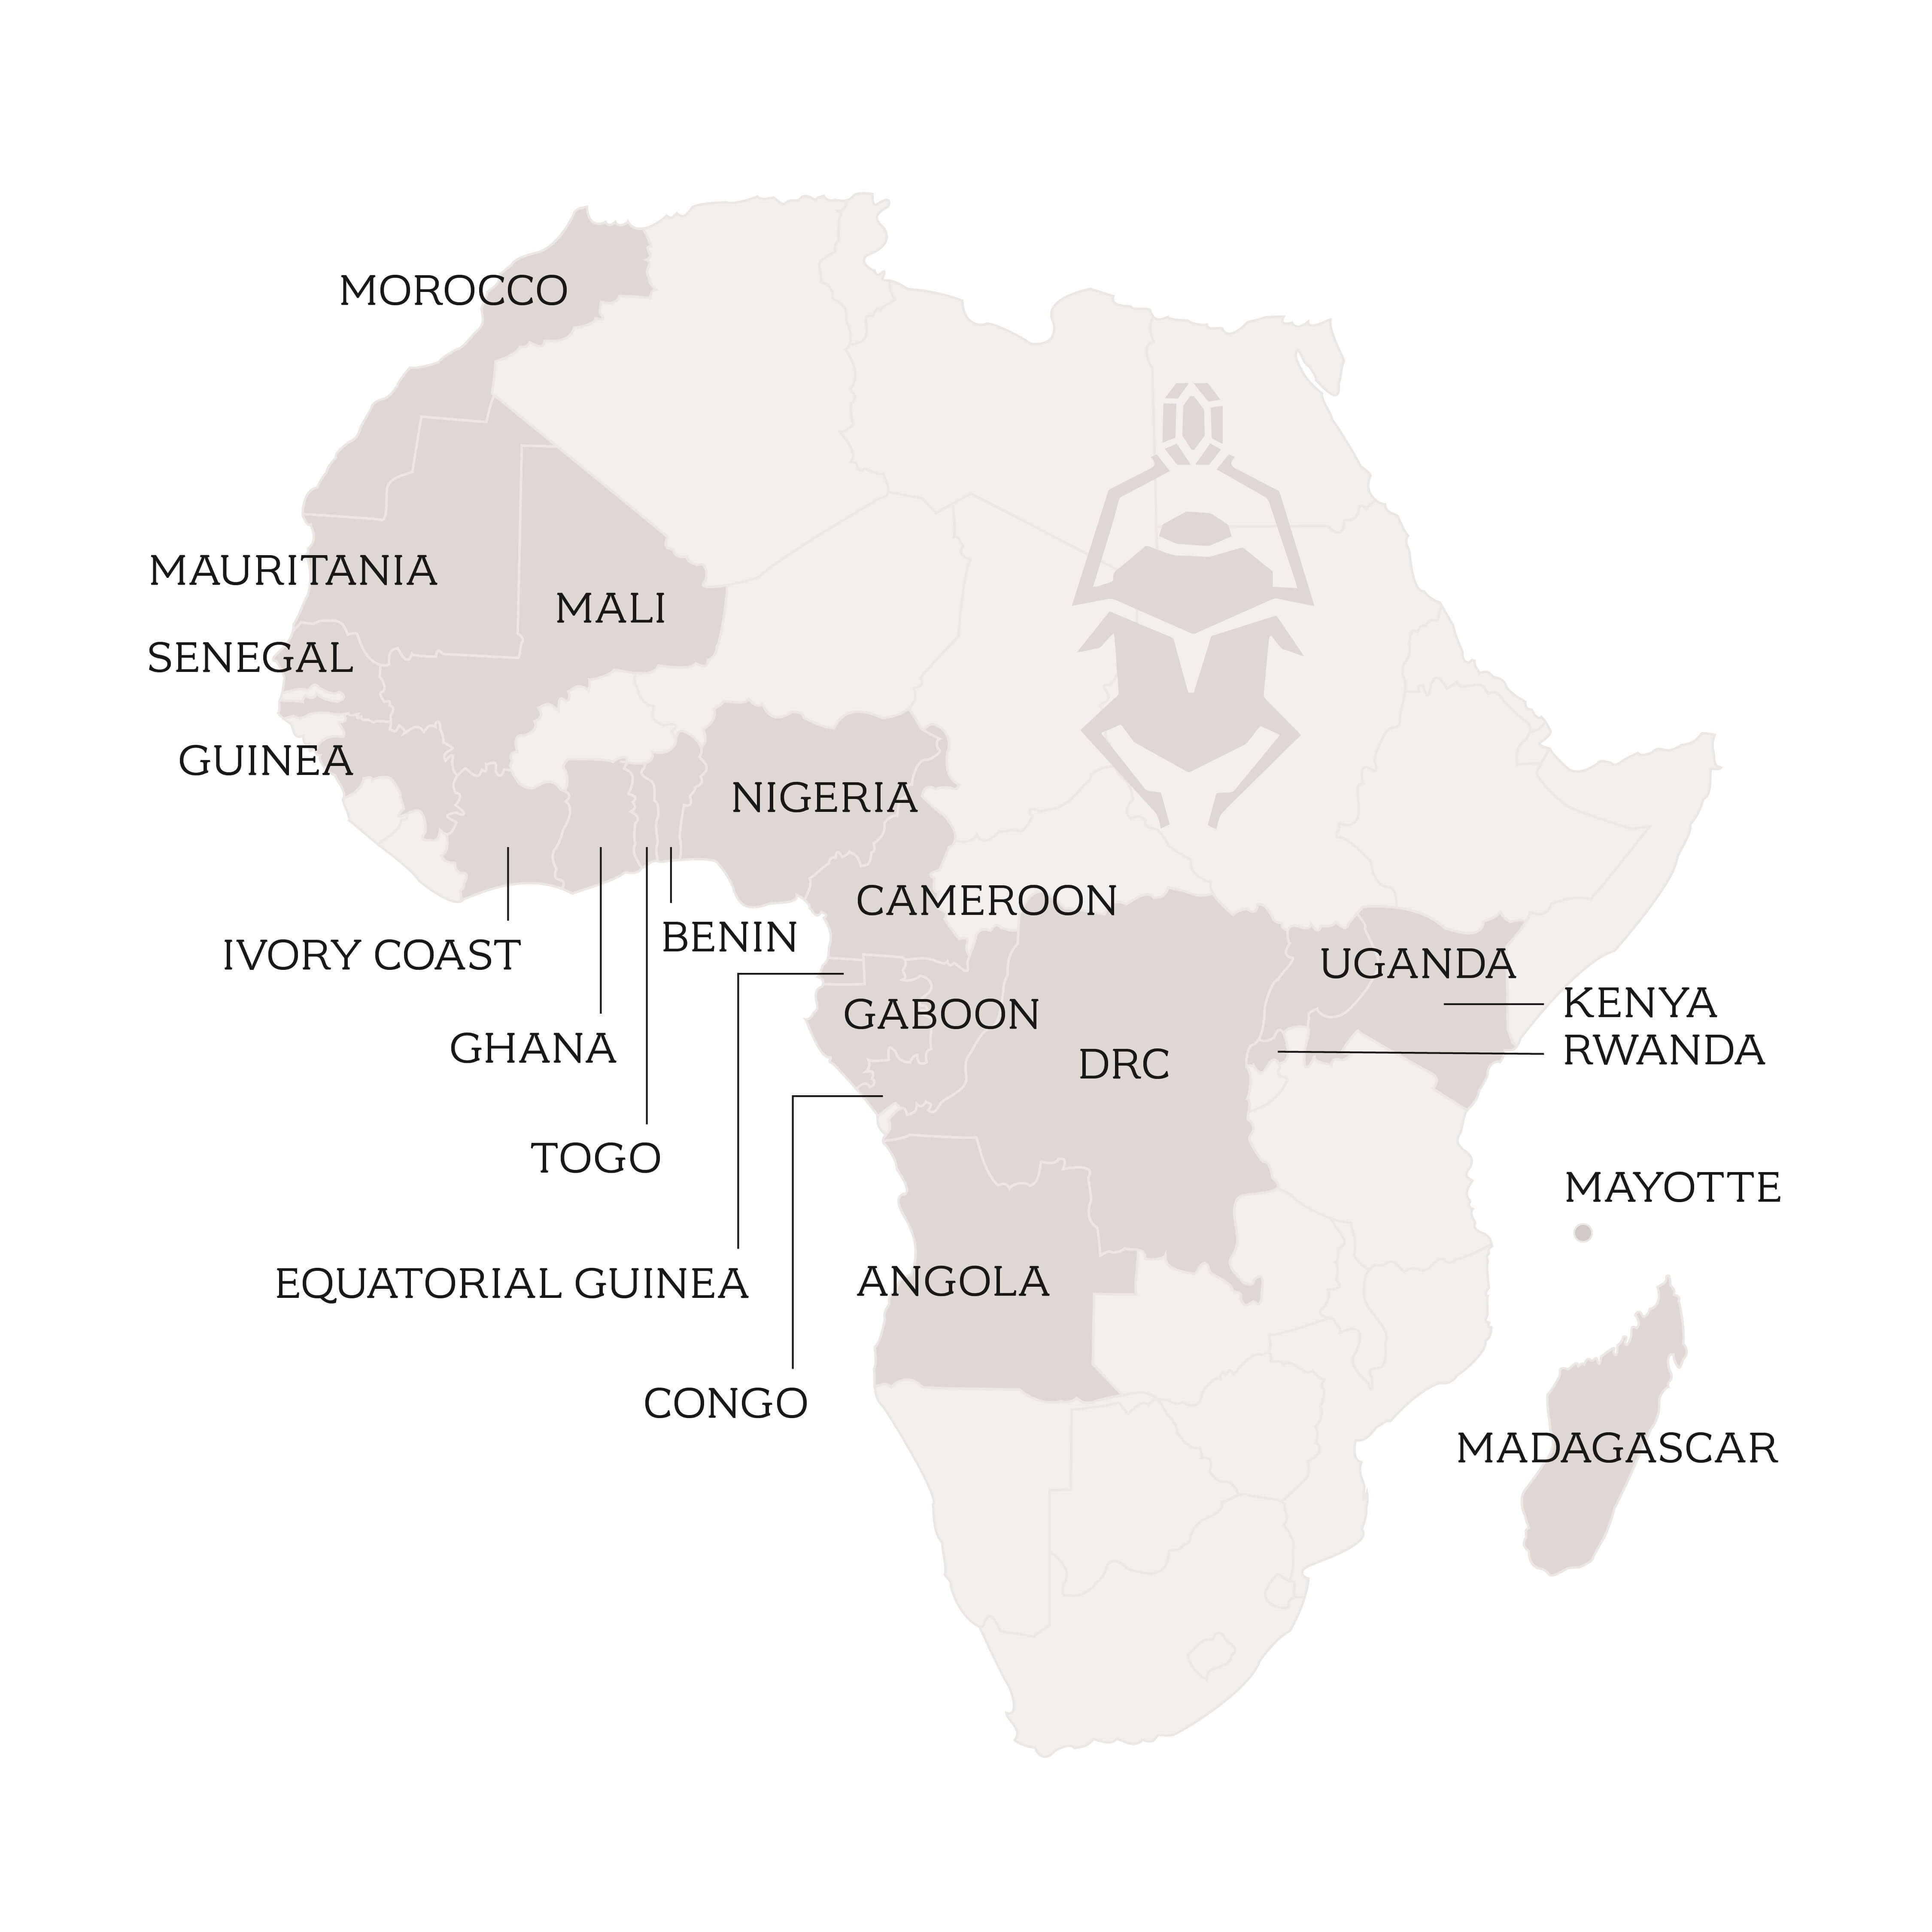 MOROCCO
MAURITANIA
MALI
SENEGAL
GUINEA
NIGERIA
CAMEROON
BENIN
IVORY COAST
UGANDA
KENYA
GABOON
GHANA
RWANDA
DRC
TOGO
MAYOTTE
EQUATORIAL GUINEA
ANGOLA
CONGO
MADAGASCAR